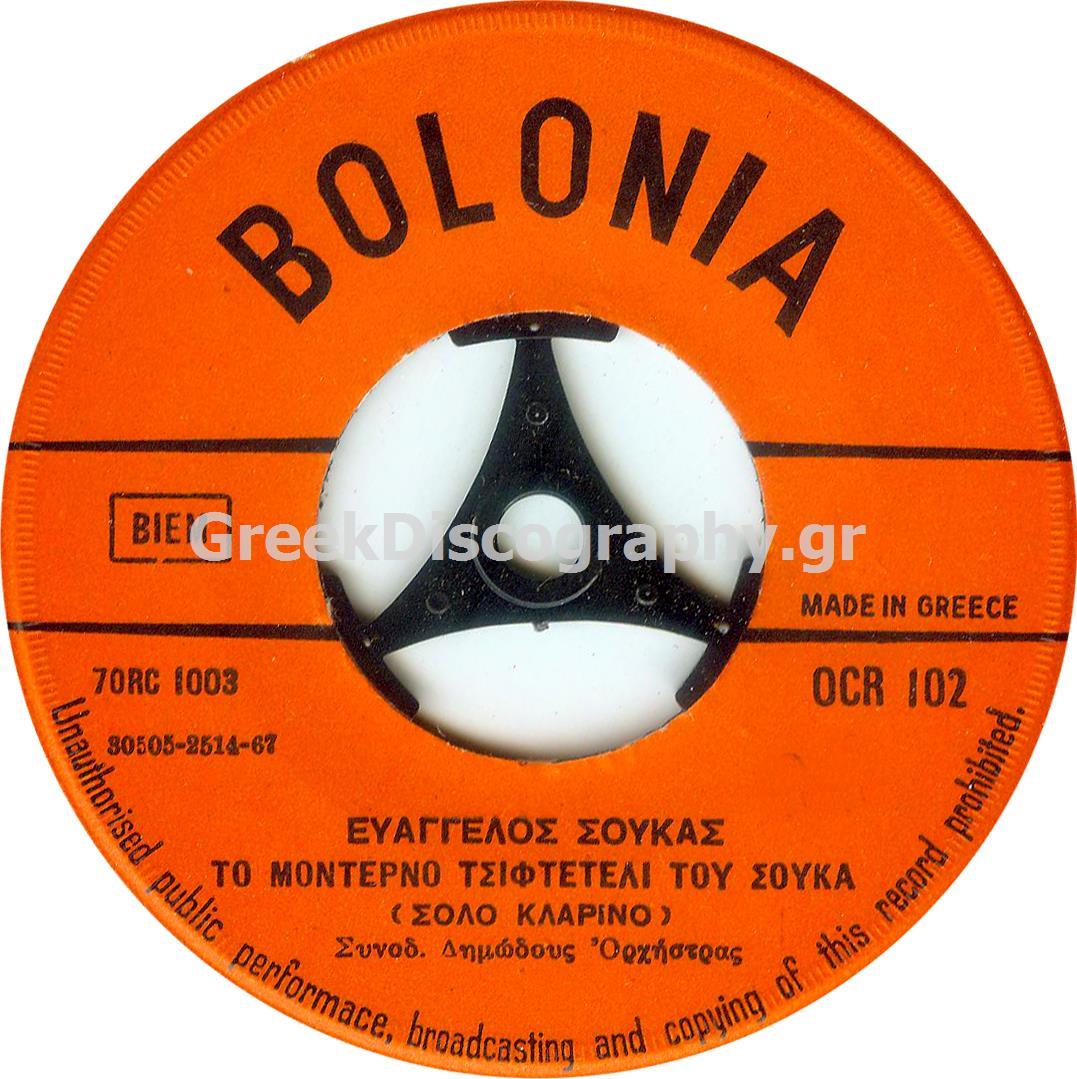 BOLONIA
BIEM
GreekDiscography.gr
MADE IN GREECE
70RC 1003
OCR 102
30505-2514-67
ΕΥΑΓΓΕΛΟΣ ΣΟΥΚΑΣ
ΤΟ ΜΟΝΤΕΡΝΟ ΤΣΙΦΤΕΤΕΛΙ ΤΟΥ ΣΟΥΚΑ
(ΣΟΛΟ ΚΛΑΡΙΝΟ)
Συνοδ. Δημώδους Ὀρχήστρας
Unauthorised public performace, broadcasting and copying of this record prohibited.